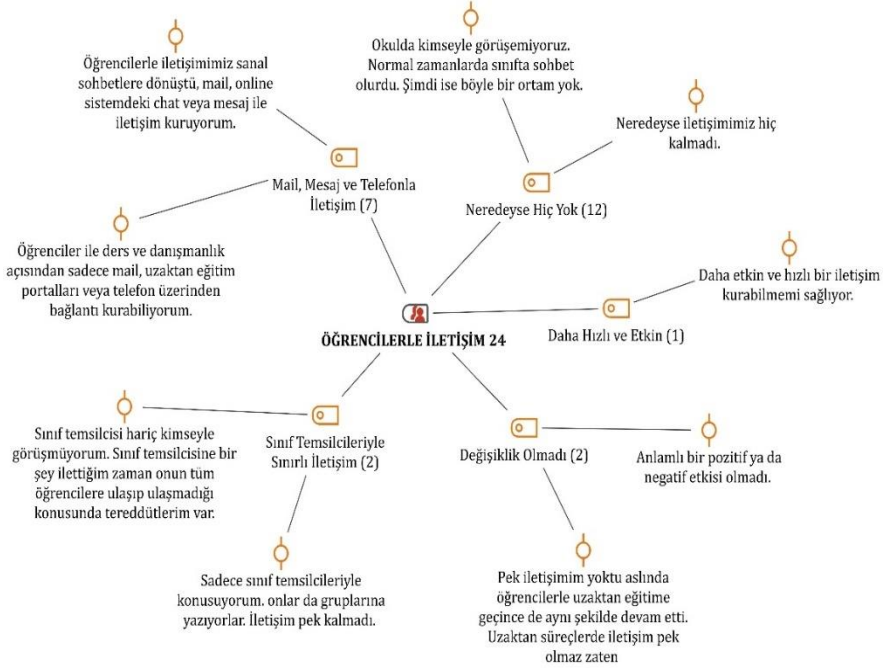 Öğrencilerle iletişimimiz sanal
sohbetlere dönüştü, mail, online
sistemdeki chat veya mesaj ile
iletişim kuruyorum.
Okulda kimseyle görüşemiyoruz.
Normal zamanlarda sınıfta sohbet
olurdu. Şimdi ise böyle bir ortam yok.
Neredeyse iletişimimiz hiç
kalmadı.
Mail, Mesaj ve Telefonla
İletişim (7)
Neredeyse Hiç Yok (12)
Öğrenciler ile ders ve danışmanlık
açısından sadece mail, uzaktan eğitim
portalları veya telefon üzerinden
bağlantı kurabiliyorum.
Daha etkin ve hızlı bir iletişim
kurabilmemi sağlıyor.
ÖĞRENCİLERLE İLETİŞİM 24
Daha Hızlı ve Etkin (1)
Sınıf temsilcisi hariç kimseyle
görüşmüyorum. Sınıf temsilcisine bir
şey ilettiğim zaman onun tüm
öğrencilere ulaşıp ulaşmadığı
konusunda tereddütlerim var.
Sınıf Temsilcileriyle
Sınırlı İletişim (2)
Değişiklik Olmadı (2)
Anlamlı bir pozitif ya da
negatif etkisi olmadı.
Sadece sınıf temsilcileriyle
konusuyorum. onlar da gruplarına
yazıyorlar. İletişim pek kalmadı.
Pek iletişimim yoktu aslında
öğrencilerle uzaktan eğitime
geçince de aynı şekilde devam etti.
Uzaktan süreçlerde iletişim pek
olmaz zaten